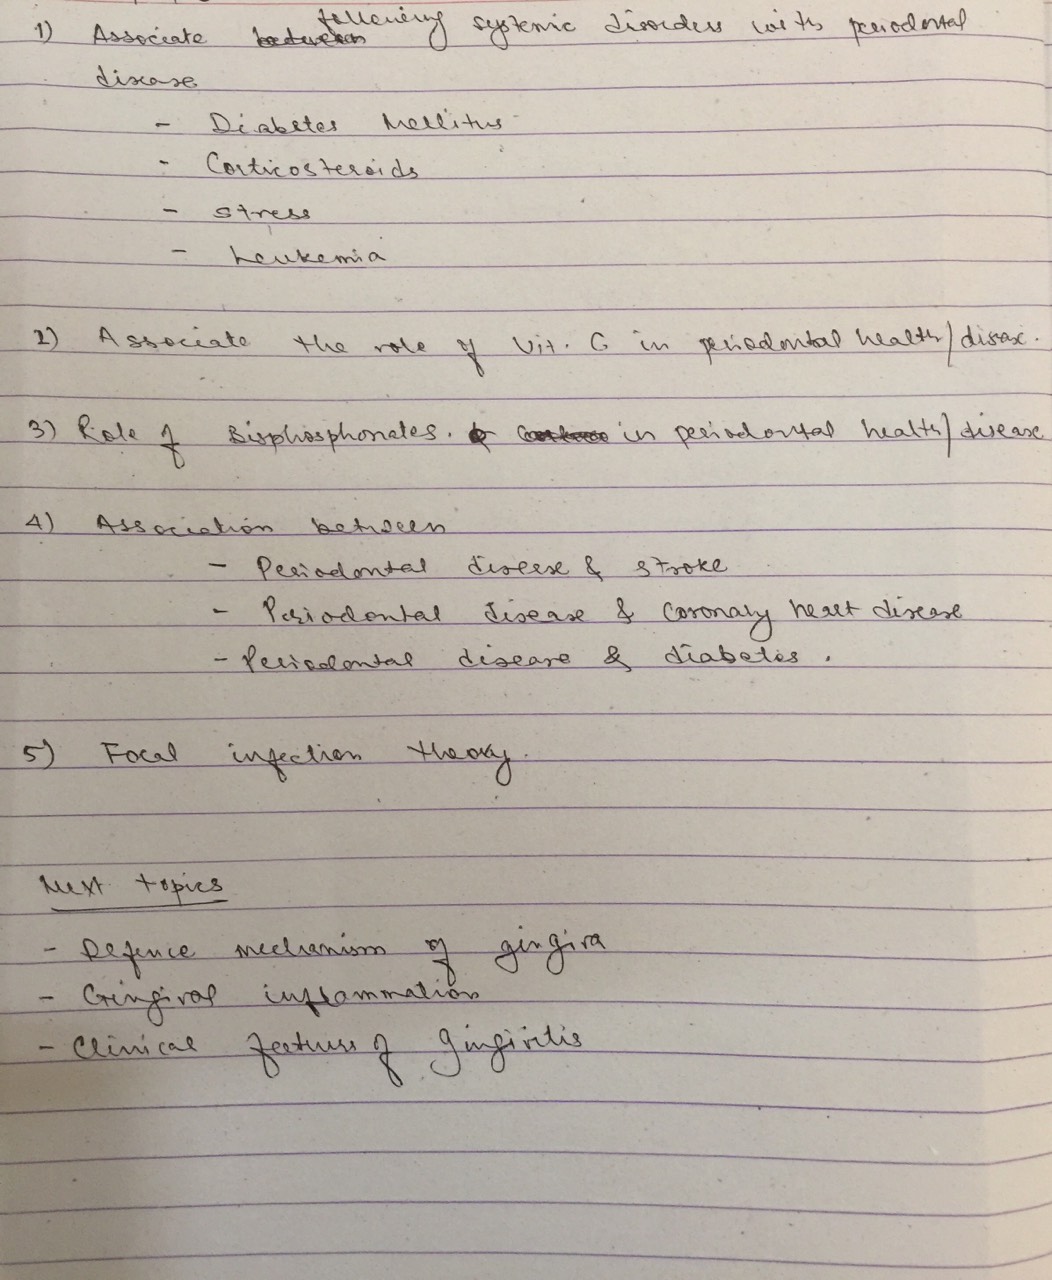 1) Associate following systemic disorders with periodontal
disease
- Diabetes Mellitus
- Corticosteroids
- Stress
- Leukemia
2) Associate the role of Vit. C in periodontal health/diseas.
3) Role of Bisphosphonates. in periodontal health/disease
4) Association between
- Periodontal disease & stroke
- Periodontal disease & Coronary heart disease
- Periodontal disease & diabetes.
5) Focal infection theory.
Next topics
- Defence mechanism of gingiva
- Gingival inflammation
- Clinical features of Gingivitis